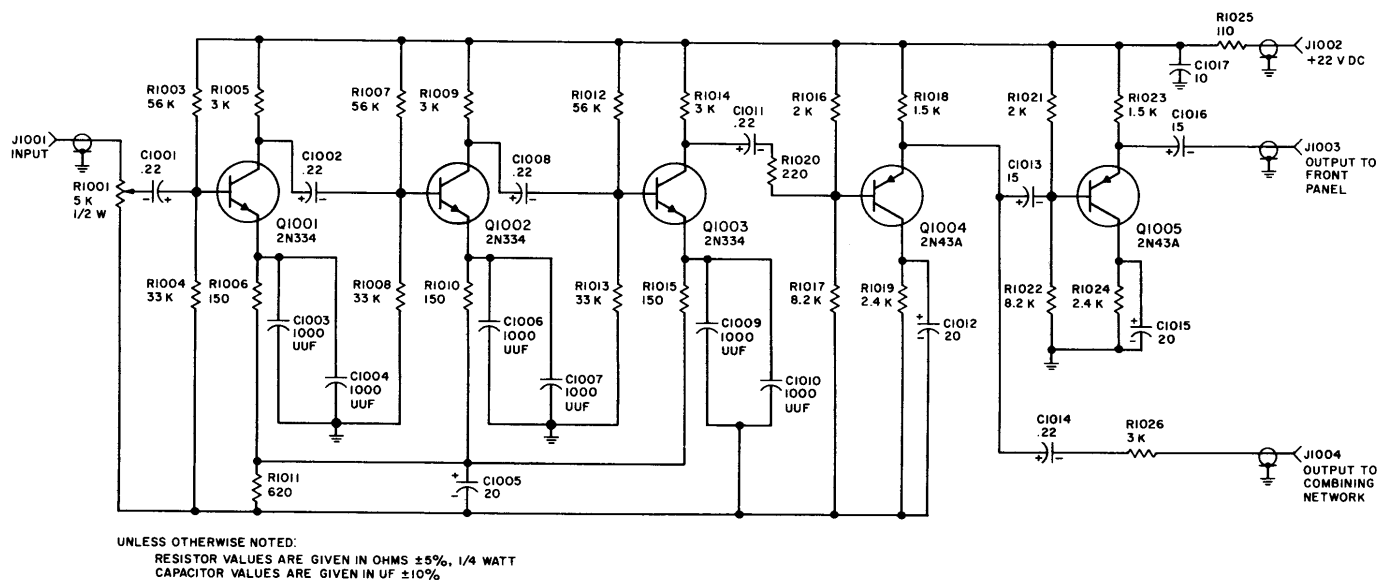 R1025
110
J1002
+22 V DC
C1017
10
R1003
56 K
R1005
3 K
R1007
56 K
R1009
3 K
R1012
56 K
R1014
3 K
C1011
.22
+ -
R1016
2 K
R1018
1.5 K
R1021
2 K
R1023
1.5 K
C1016
15
+ -
J1001
INPUT
J1003
OUTPUT TO
FRONT
PANEL
C1001
.22
- +
R1001
5 K
1/2 W
C1002
.22
+ -
C1008
.22
+ -
R1020
220
C1013
15
+ -
Q1001
2N334
Q1002
2N334
Q1003
2N334
Q1004
2N43A
Q1005
2N43A
R1004
33 K
R1006
150
R1008
33 K
R1010
150
R1013
33 K
R1015
150
R1017
8.2 K
R1019
2.4 K
R1022
8.2 K
R1024
2.4 K
C1003
1000
UUF
C1006
1000
UUF
C1009
1000
UUF
+
-
C1012
20
+
-
C1015
20
C1004
1000
UUF
C1007
1000
UUF
C1010
1000
UUF
C1014
.22
+ -
R1026
3 K
J1004
OUTPUT TO
COMBINING
NETWORK
R1011
620
+
-
C1005
20
UNLESS OTHERWISE NOTED:
RESISTOR VALUES ARE GIVEN IN OHMS ±5%, 1/4 WATT
CAPACITOR VALUES ARE GIVEN IN UF ±10%